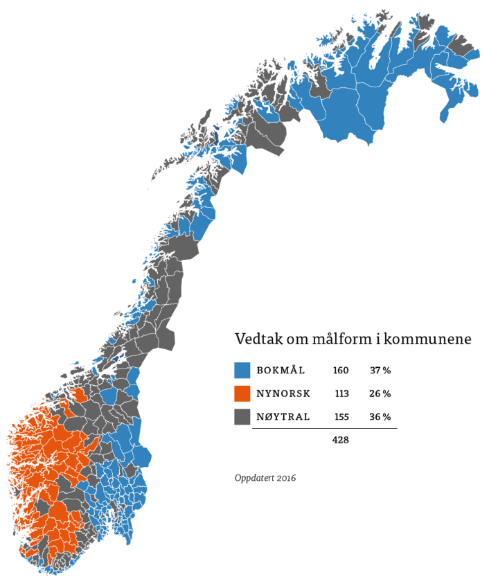 Vedtak om målform i kommunene
BOKMÅL 160 37 %
NYNORSK 113 26 %
NØYTRAL 155 36 %
428
Oppdatert 2016